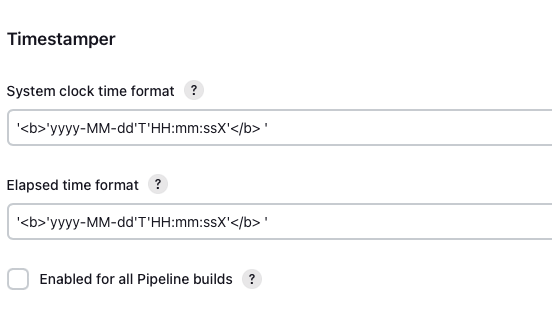 Timestamper
System clock time format ?
'<b>'yyyy-MM-dd'T'HH:mm:ssX'</b> '
Elapsed time format ?
'<b>'yyyy-MM-dd'T'HH:mm:ssX'</b> '
Enabled for all Pipeline builds ?